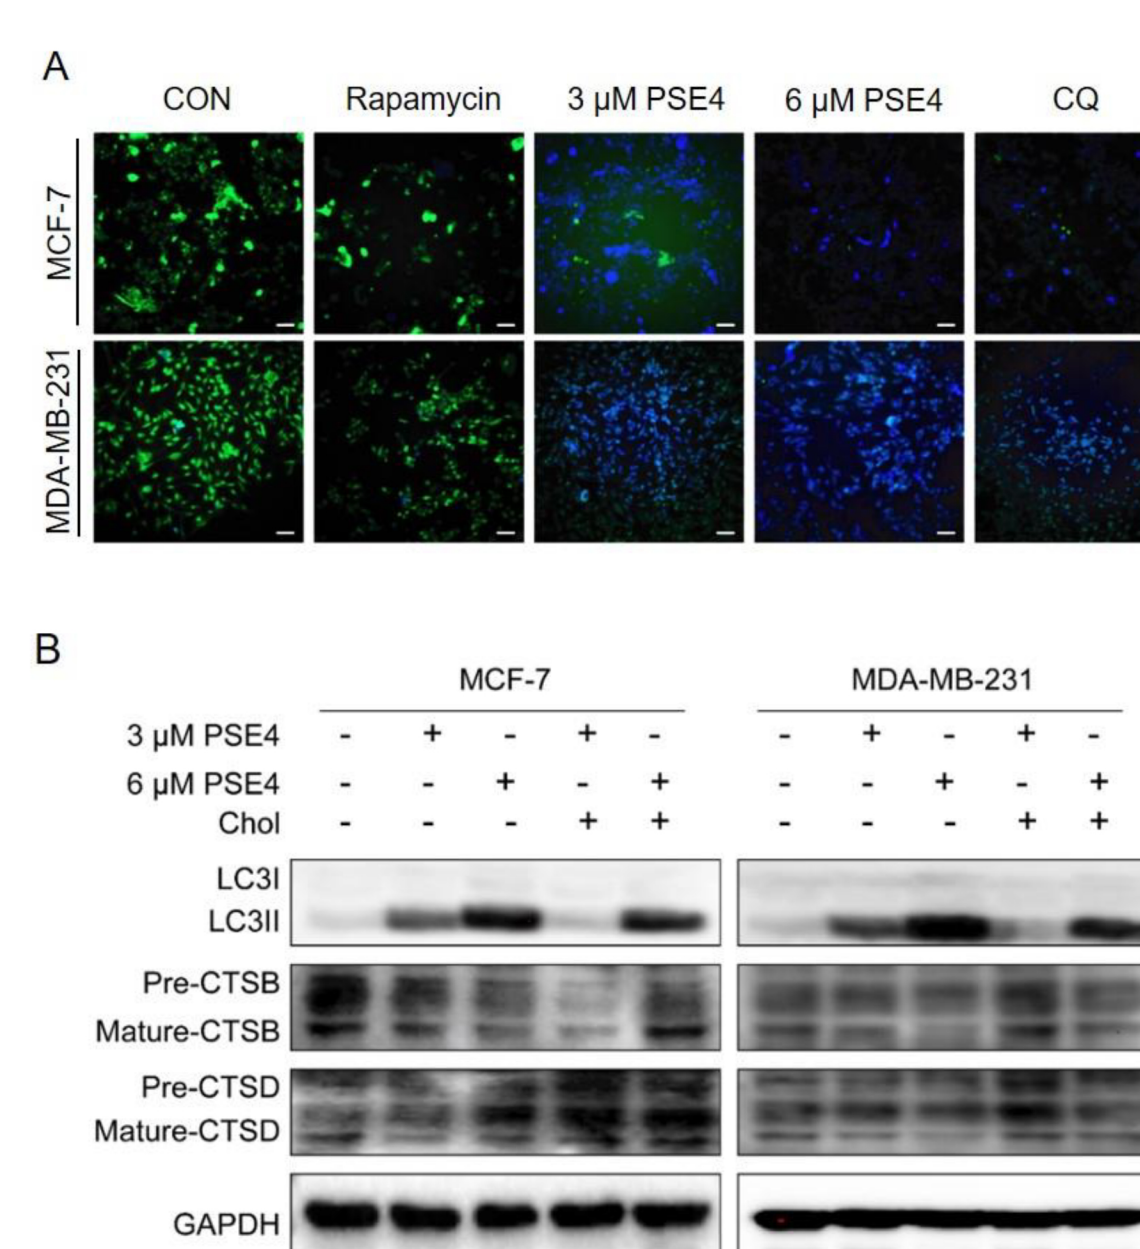 A
CON Rapamycin 3 µM PSE4 6 µM PSE4 CQ
MCF-7
MDA-MB-231
B
MCF-7 MDA-MB-231
3 µM PSE4 - + - + - - + - + -
6 µM PSE4 - - + - + - - + - +
Chol - - - + + - - - + +
LC3I
LC3II
Pre-CTSB
Mature-CTSB
Pre-CTSD
Mature-CTSD
GAPDH